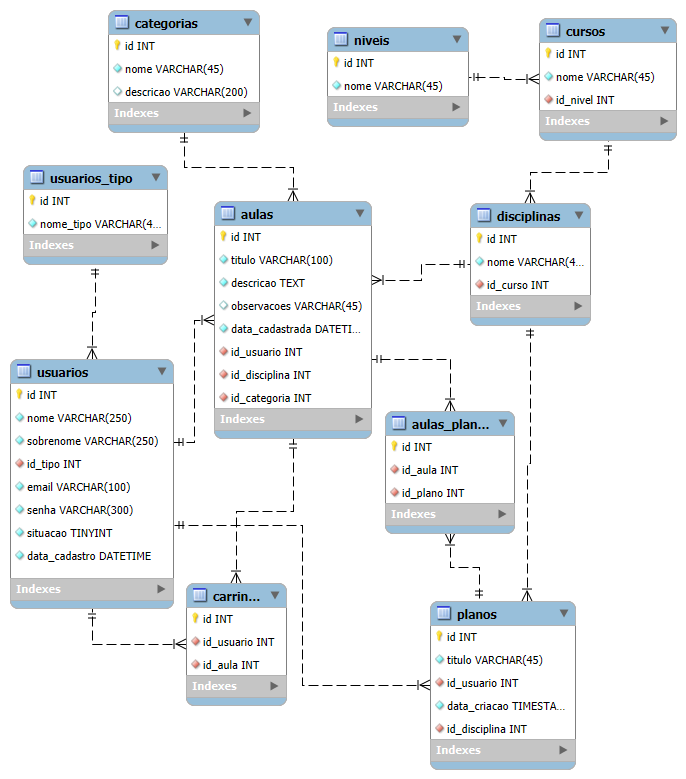 categorias
id INT
nome VARCHAR(45)
descricao VARCHAR(200)
Indexes
niveis
id INT
nome VARCHAR(45)
Indexes
cursos
id INT
nome VARCHAR(45)
id_nivel INT
Indexes
usuarios_tipo
id INT
nome_tipo VARCHAR(4...
Indexes
aulas
id INT
titulo VARCHAR(100)
descricao TEXT
observacoes VARCHAR(45)
data_cadastrada DATETI...
id_usuario INT
id_disciplina INT
id_categoria INT
Indexes
disciplinas
id INT
nome VARCHAR(4...
id_curso INT
Indexes
usuarios
id INT
nome VARCHAR(250)
sobrenome VARCHAR(250)
id_tipo INT
email VARCHAR(100)
senha VARCHAR(300)
situacao TINYINT
data_cadastro DATETIME
Indexes
aulas_plan...
id INT
id_aula INT
id_plano INT
Indexes
carrin...
id INT
id_usuario INT
id_aula INT
Indexes
planos
id INT
titulo VARCHAR(45)
id_usuario INT
data_criacao TIMESTA...
id_disciplina INT
Indexes